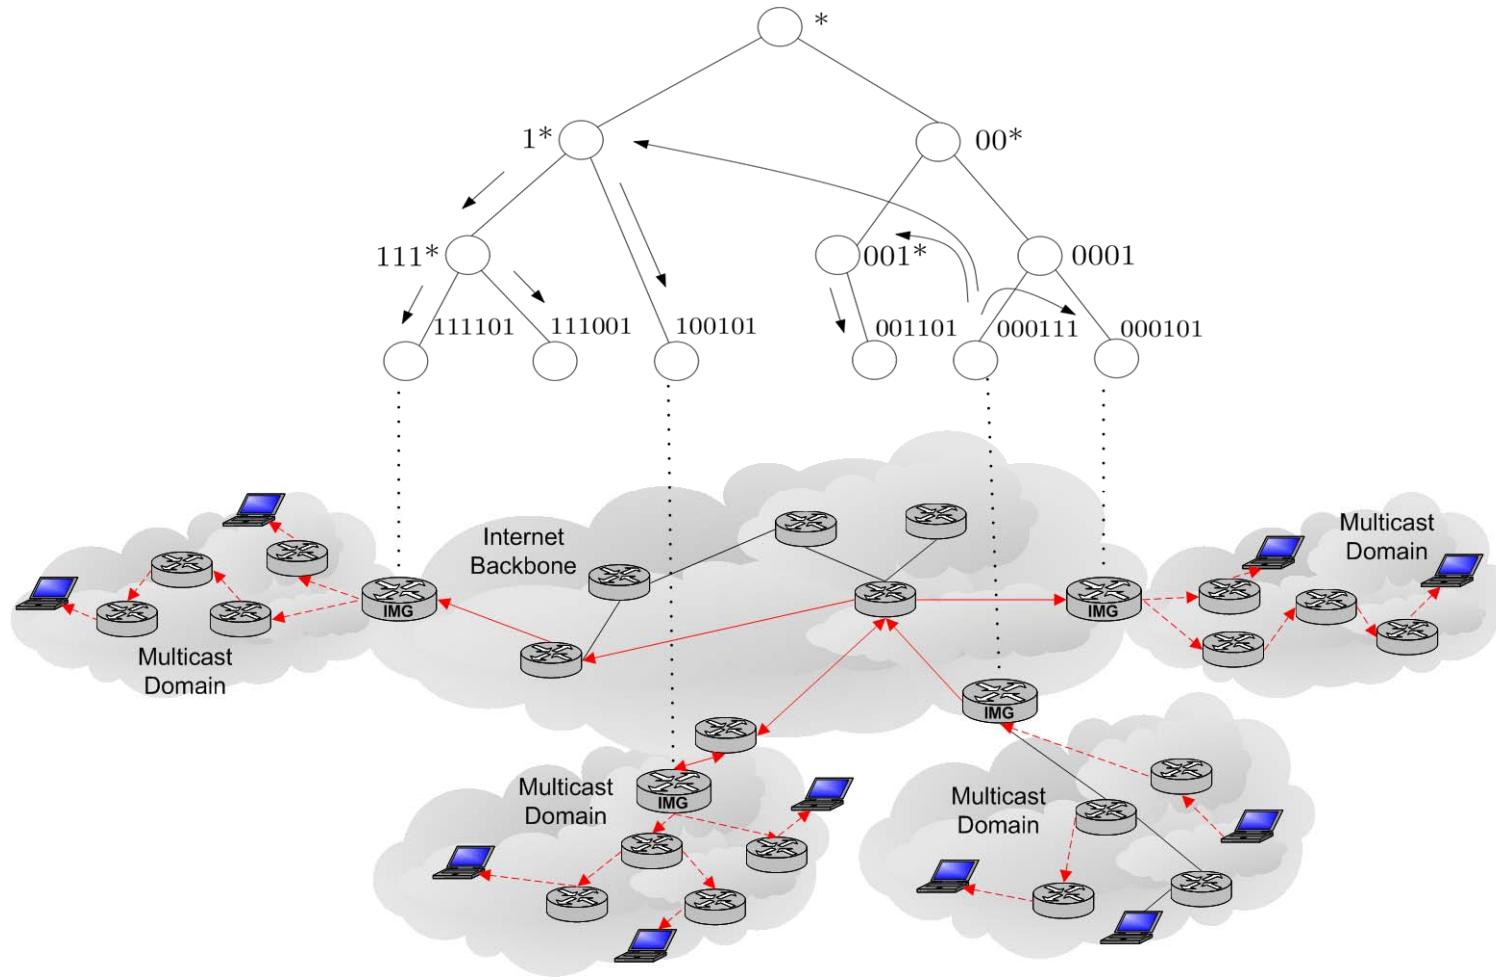 *
1*
00*
111*
001*
0001
111101
111001
100101
001101
000111
000101
Internet
Backbone
Multicast
Domain
IMG
IMG
Multicast
Domain
IMG
Multicast
Domain
IMG
Multicast
Domain